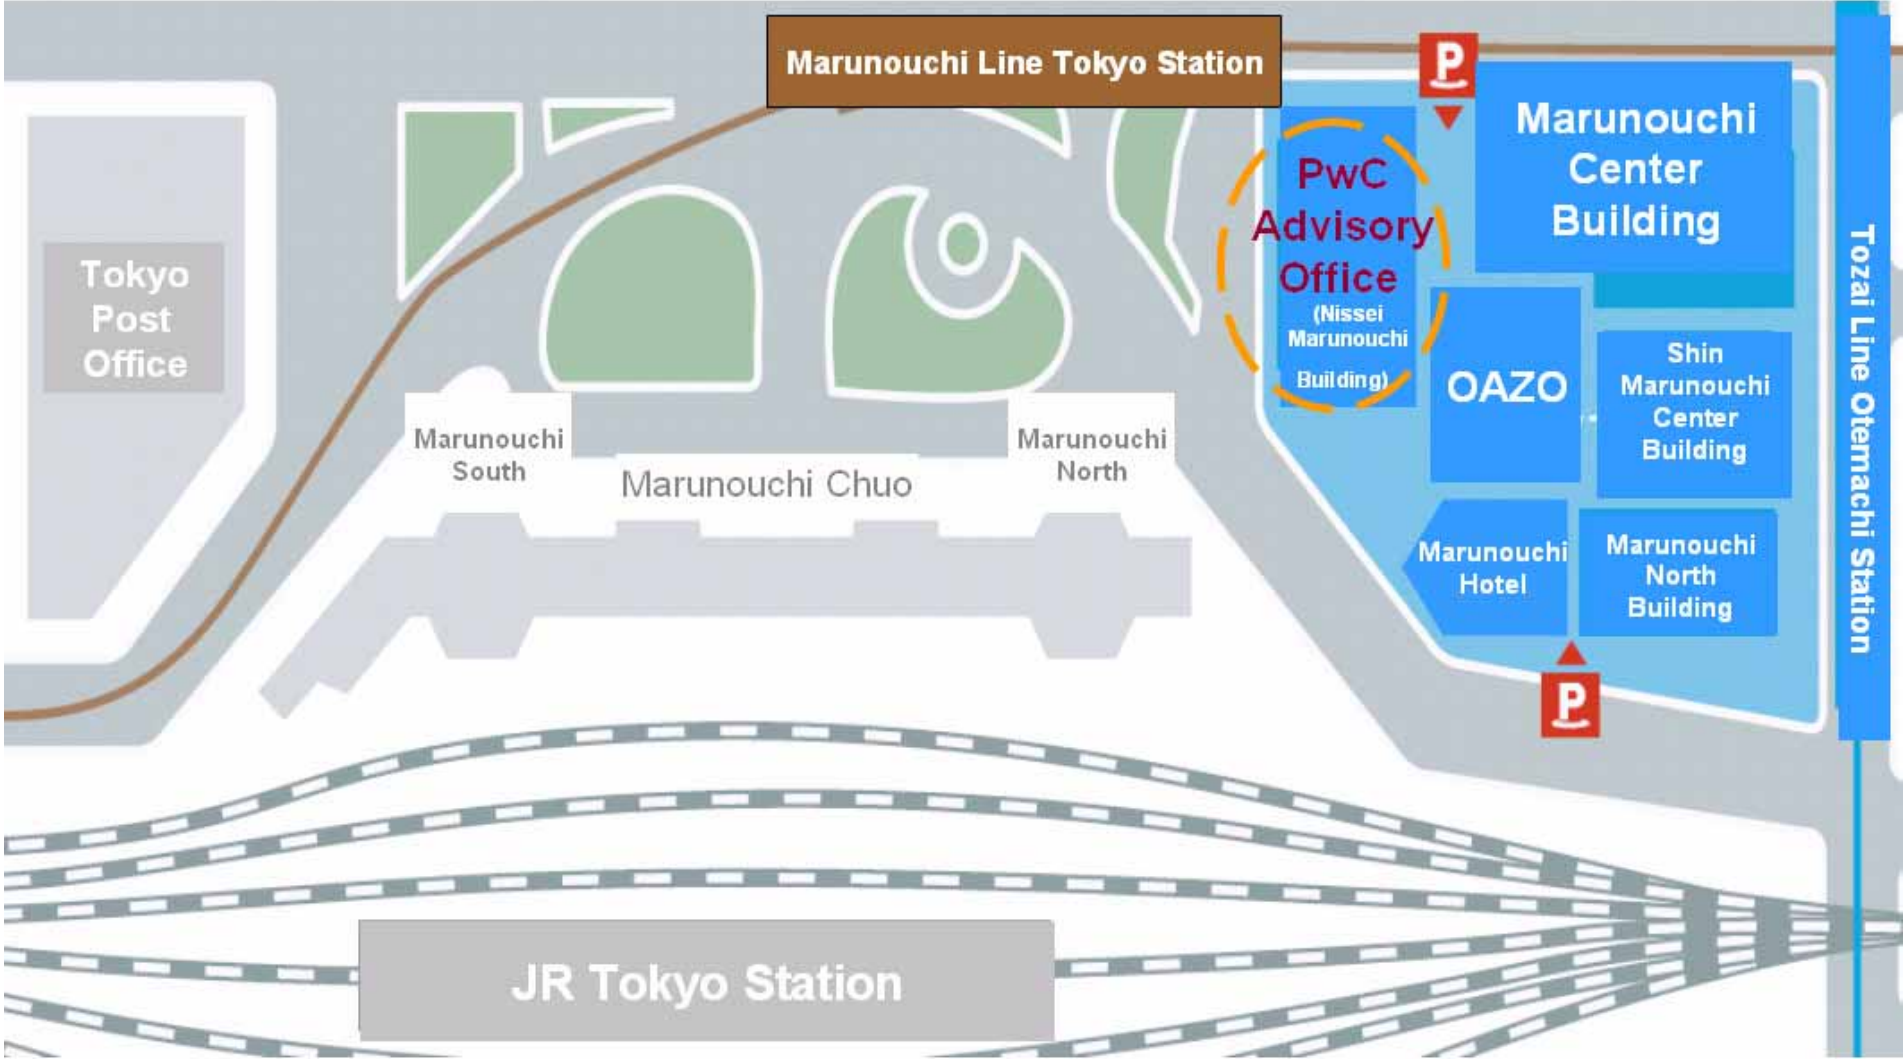 Marunouchi Line Tokyo Station
P
Marunouchi
Center
Building
PwC
Advisory
Office
(Nissei
Marunouchi
Building)
Tokyo
Post
Office
OAZO
Shin
Marunouchi
Center
Building
Tozai Line Otemachi Station
Marunouchi
South
Marunouchi Chuo
Marunouchi
North
Marunouchi
Hotel
Marunouchi
North
Building
P
JR Tokyo Station